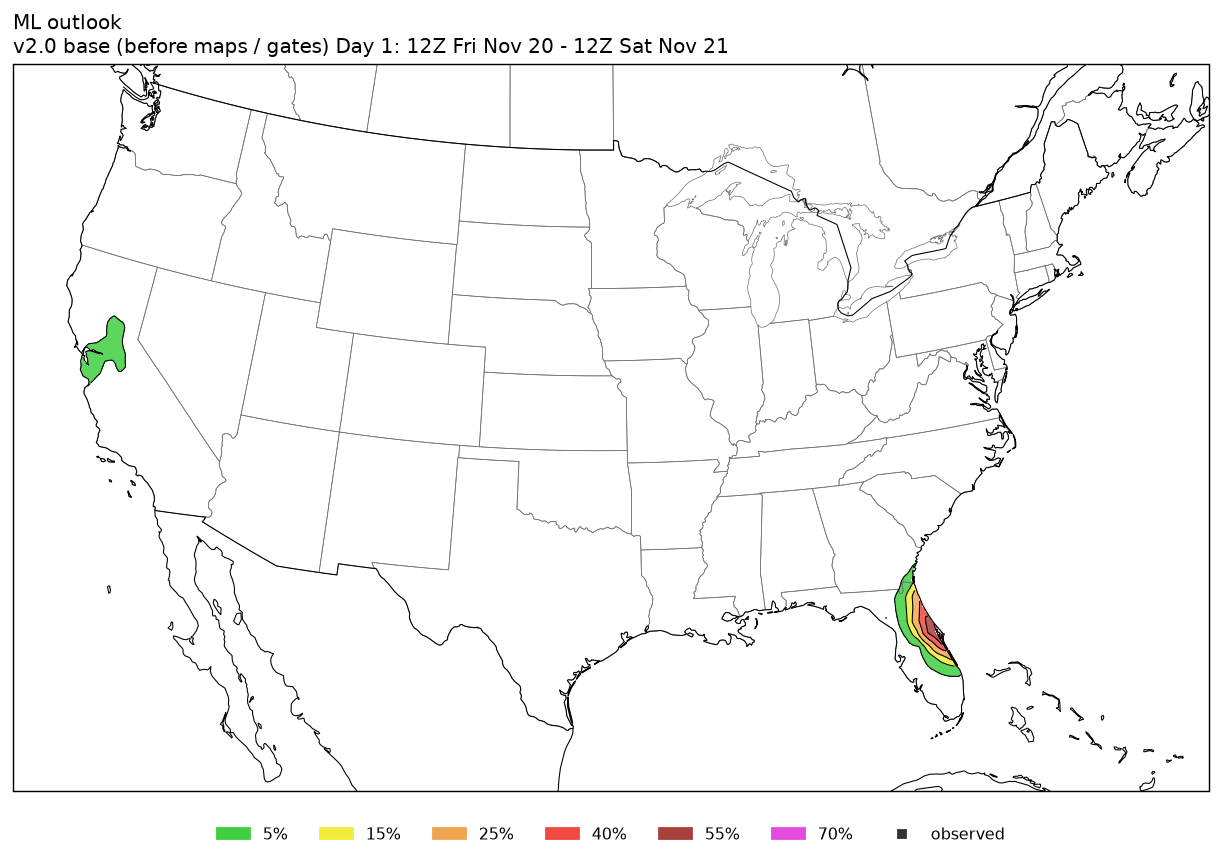 ML outlook
v2.0 base (before maps / gates) Day 1: 12Z Fri Nov 20 - 12Z Sat Nov 21
5% 15% 25% 40% 55% 70% observed